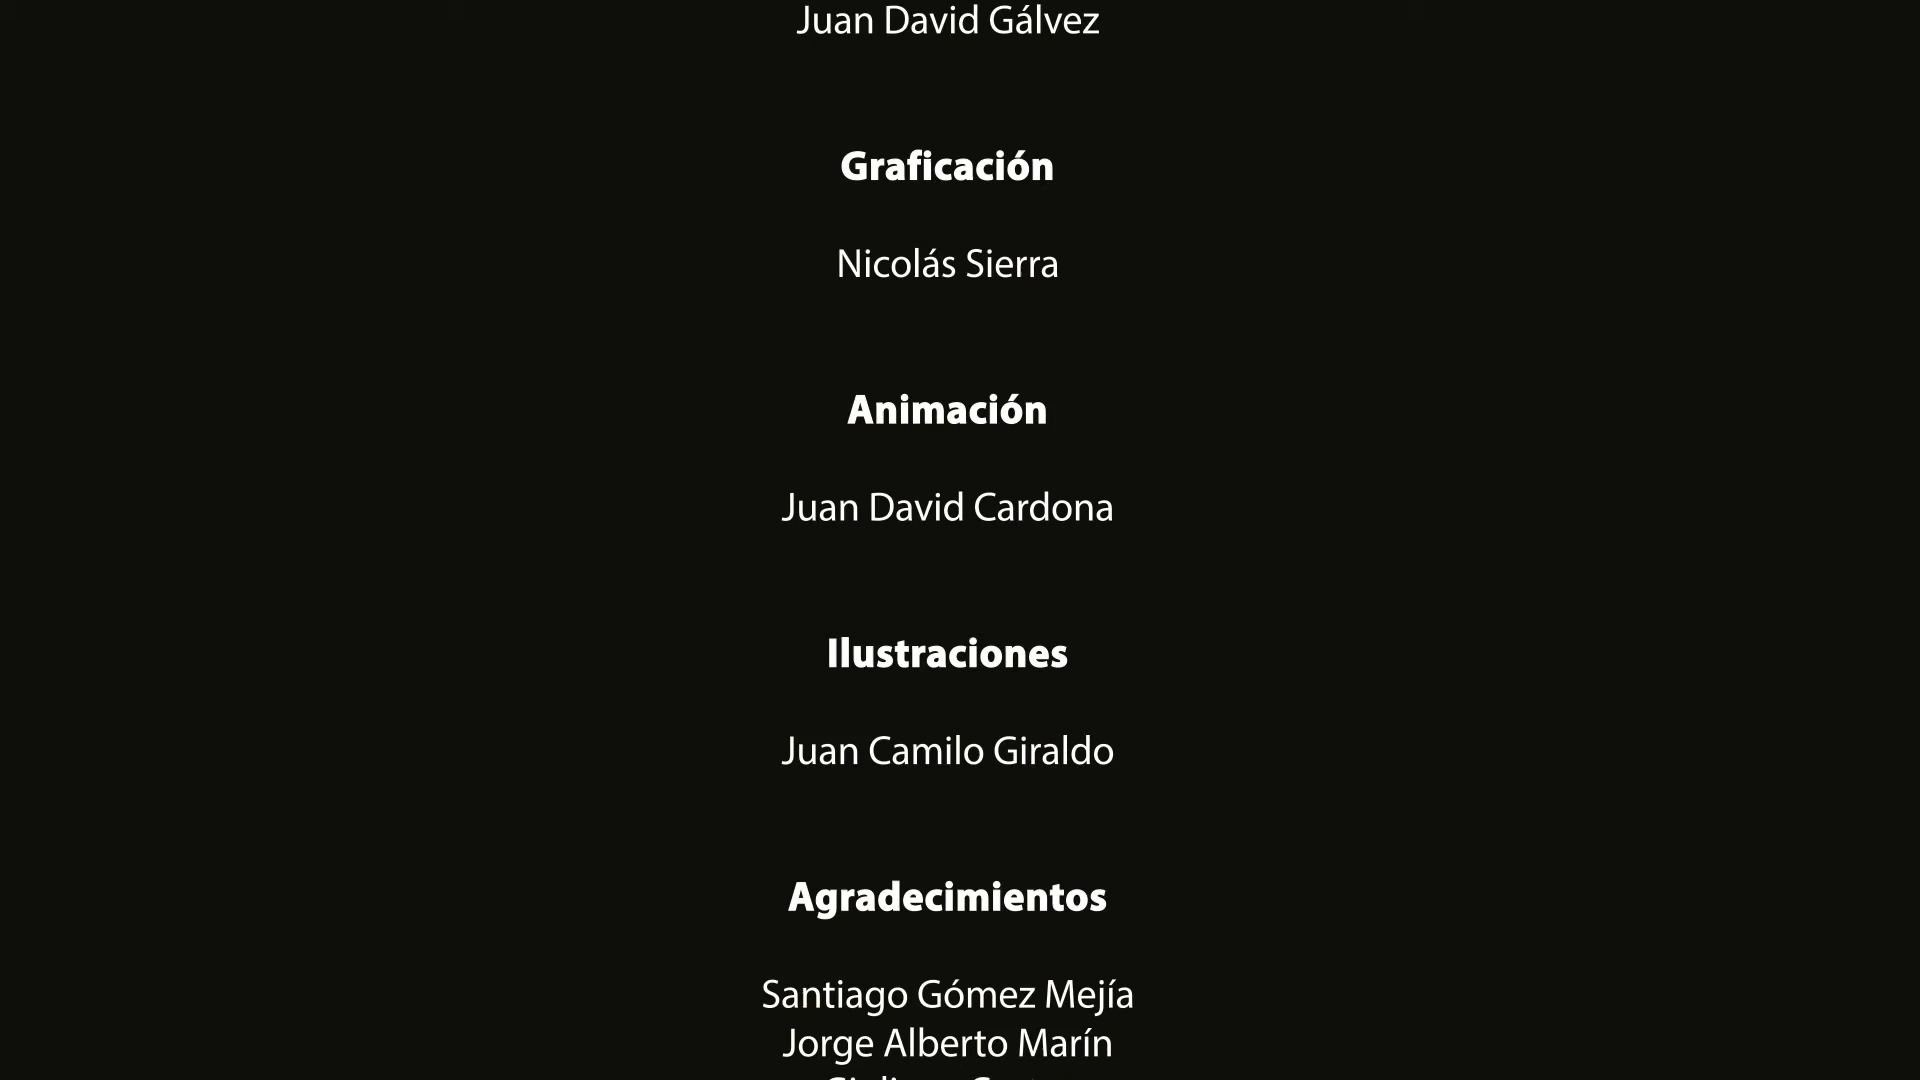 Juan David Gálvez
Graficación
Nicolás Sierra
Animación
Juan David Cardona
Ilustraciones
Juan Camilo Giraldo
Agradecimientos
Santiago Gómez Mejía
Jorge Alberto Marín